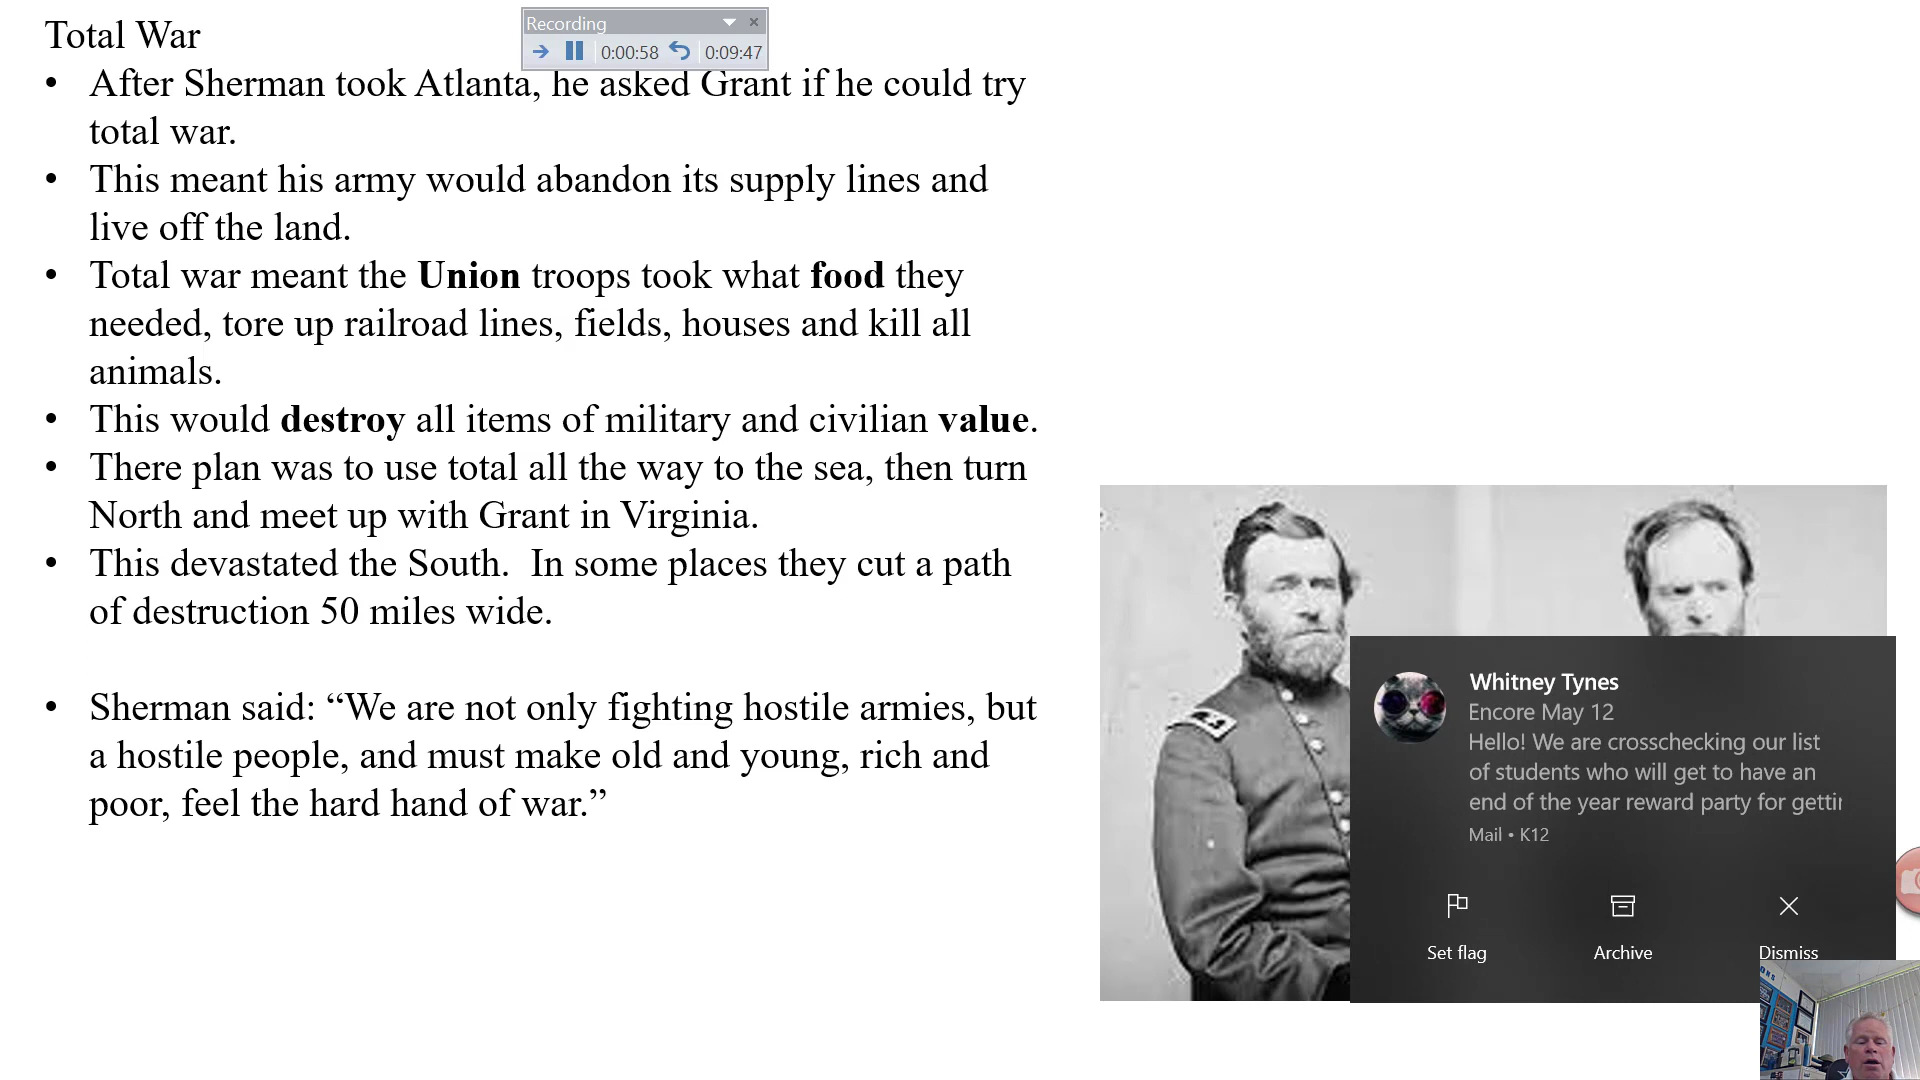 Total War
Recording
0:00:58 0:09:47
• After Sherman took Atlanta, he asked Grant if he could try
total war.
• This meant his army would abandon its supply lines and
live off the land.
• Total war meant the Union troops took what food they
needed, tore up railroad lines, fields, houses and kill all
animals.
• This would destroy all items of military and civilian value.
• There plan was to use total all the way to the sea, then turn
North and meet up with Grant in Virginia.
• This devastated the South.  In some places they cut a path
of destruction 50 miles wide.
• Sherman said: “We are not only fighting hostile armies, but
a hostile people, and must make old and young, rich and
poor, feel the hard hand of war.”
Whitney Tynes
Encore May 12
Hello! We are crosschecking our list
of students who will get to have an
end of the year reward party for gettin
Mail • K12
Set flag Archive Dismiss